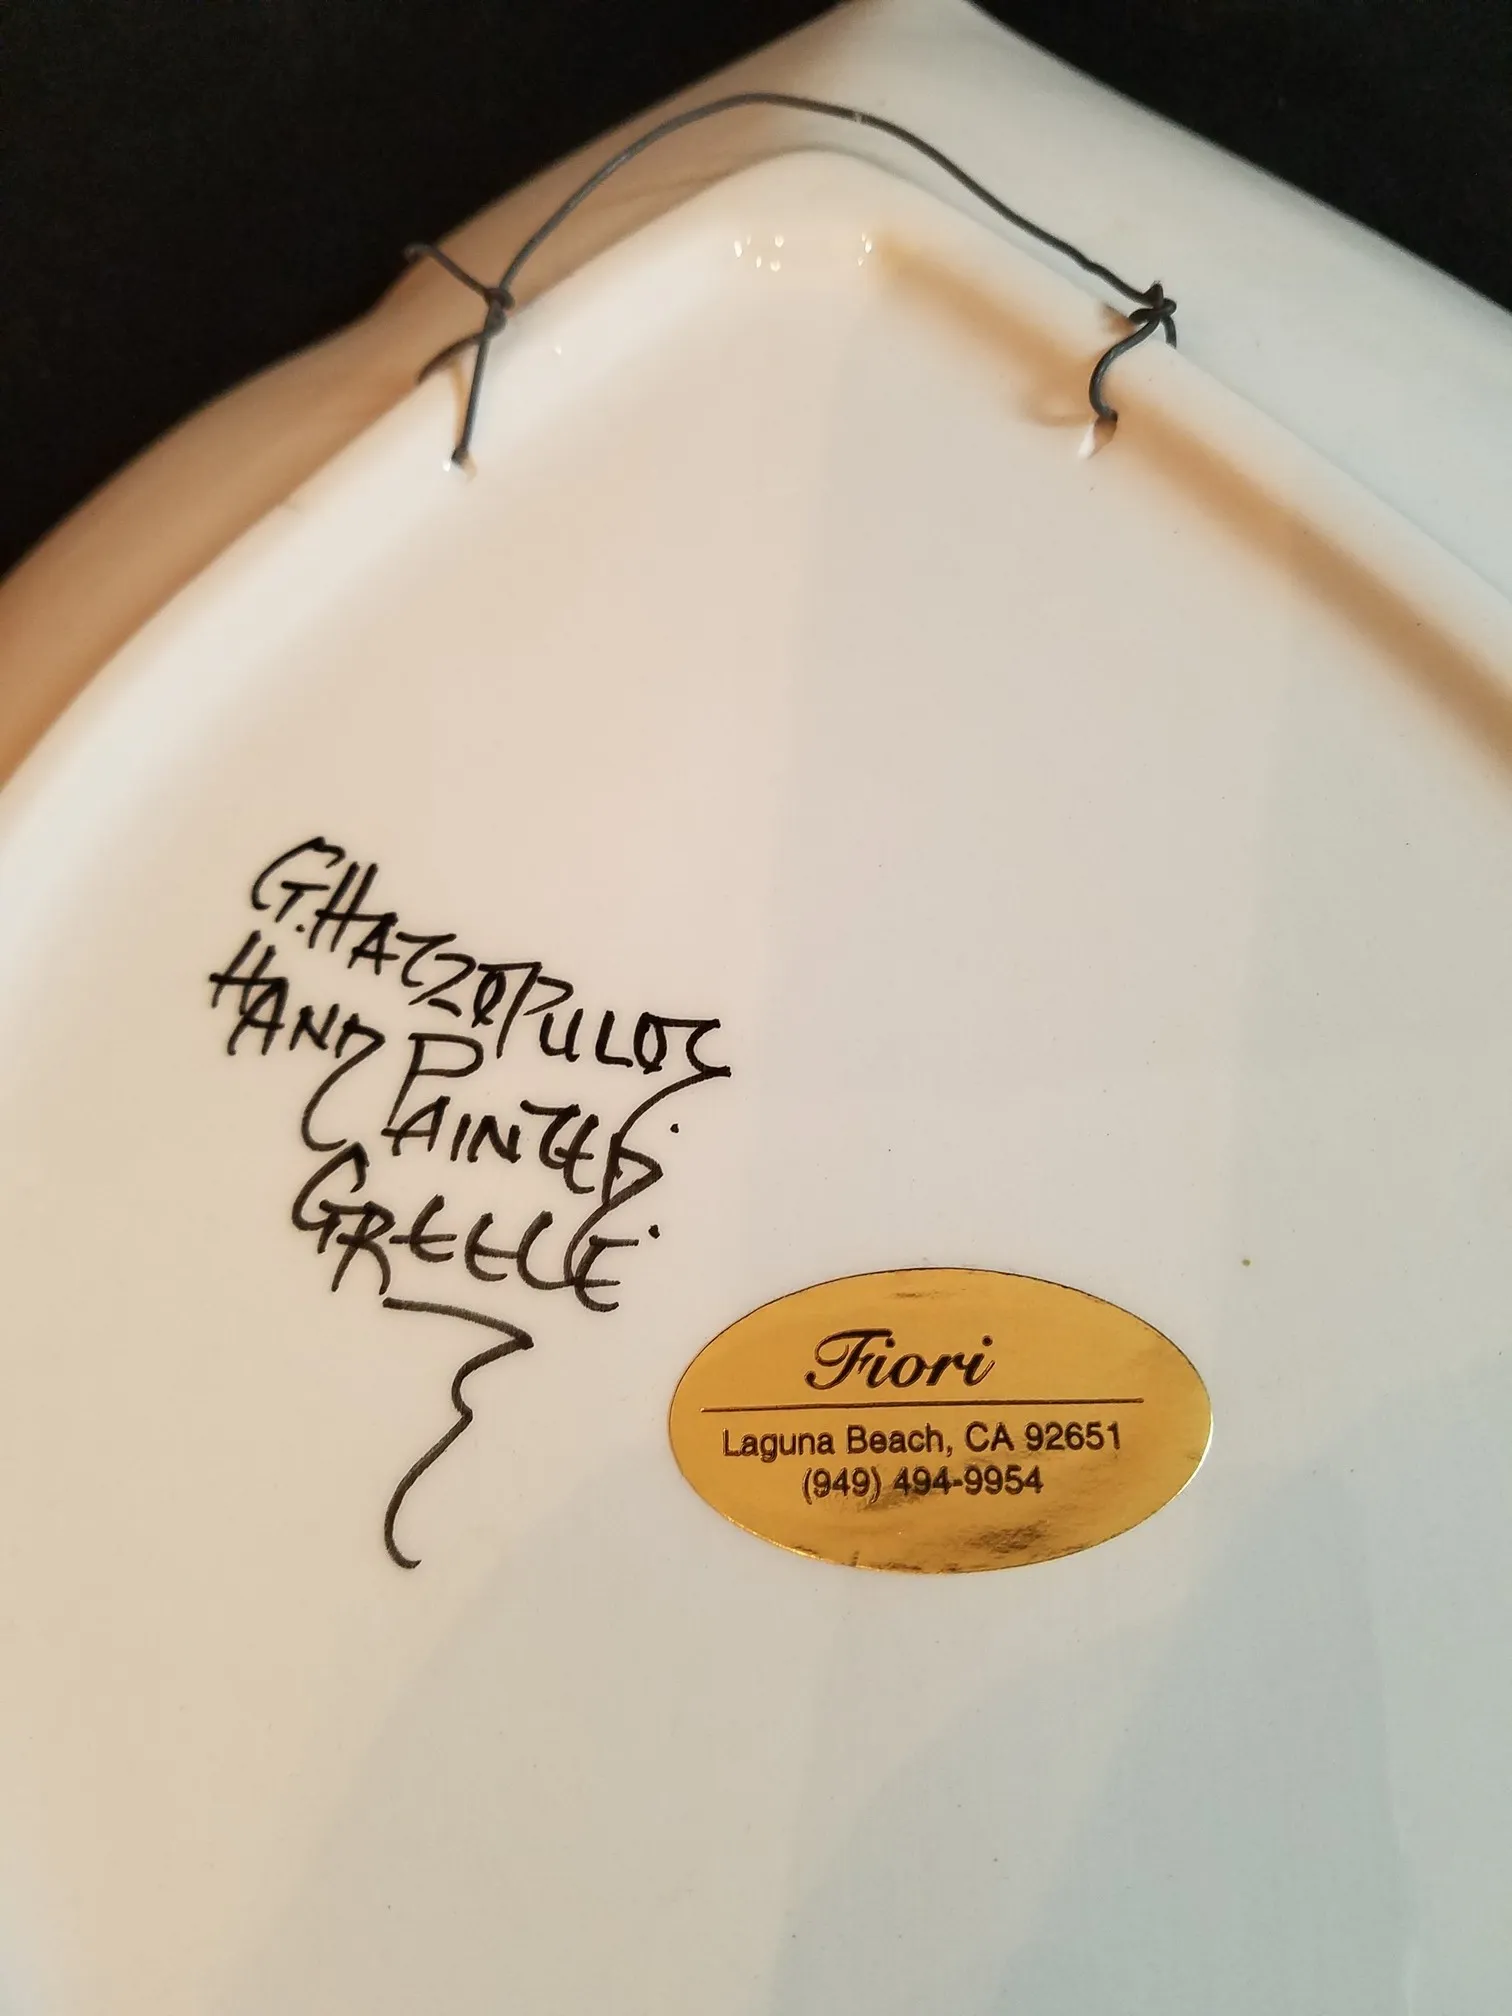 G. HATZOPULOS
HAND PAINTED.
GREECE.
Fiori
Laguna Beach, CA 92651
(949) 494-9954